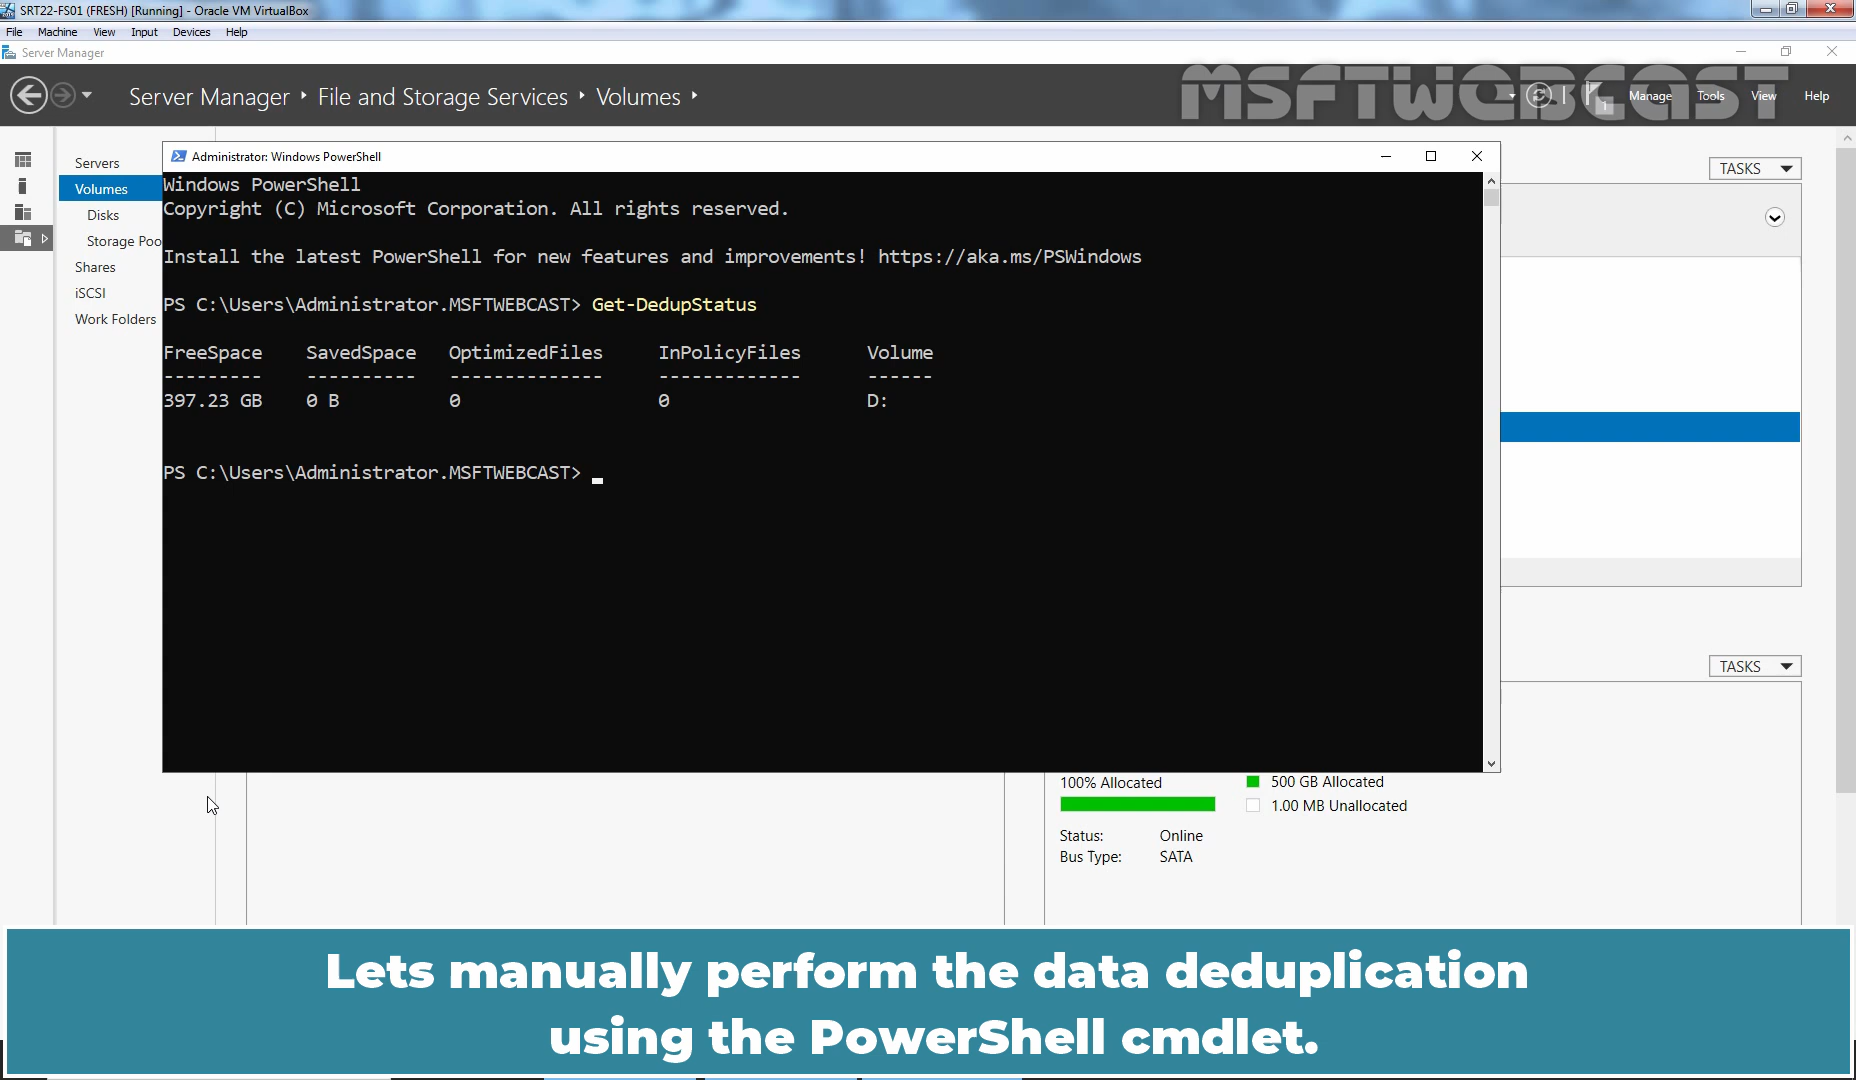 SRT22-FS01 (FRESH) [Running] - Oracle VM VirtualBox
File Machine View Input Devices Help
Server Manager
Server Manager File and Storage Services Volumes
MSFTWEBCAST
1
Manage Tools View Help
Servers
Volumes
Disks
Storage Poo
Shares
iSCSI
Work Folders
TASKS
Administrator: Windows PowerShell
Windows PowerShell
Copyright (C) Microsoft Corporation. All rights reserved.
Install the latest PowerShell for new features and improvements! https://aka.ms/PSWindows
PS C:\Users\Administrator.MSFTWEBCAST> Get-DedupStatus
FreeSpace SavedSpace OptimizedFiles InPolicyFiles Volume
--------- ---------- -------------- ------------- ------
397.23 GB 0 B 0 0 D:
PS C:\Users\Administrator.MSFTWEBCAST>
TASKS
100% Allocated
500 GB Allocated
1.00 MB Unallocated
Status: Online
Bus Type: SATA
Lets manually perform the data deduplication
using the PowerShell cmdlet.